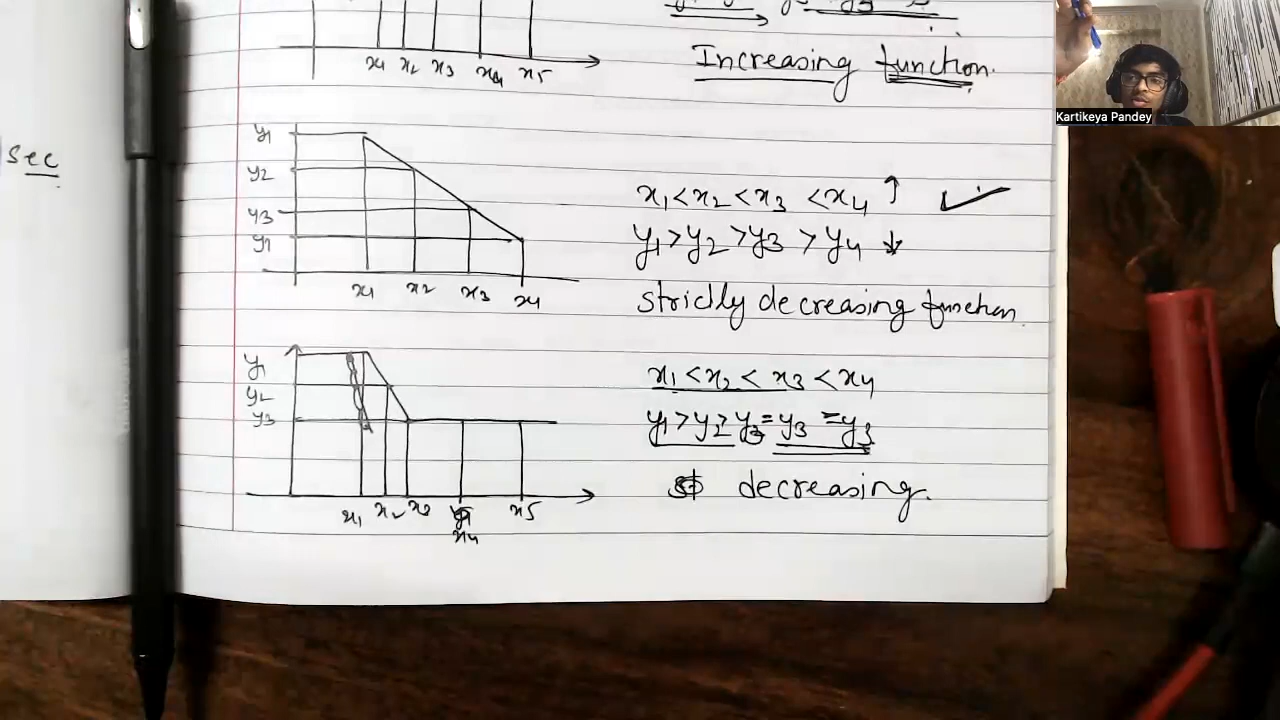 x1 x2 x3 x4 x5
Increasing function.
Kartikeya Pandey
sec
y1
y2
y3
y4
x1 x2 x3 x4
x1 < x2 < x3 < x4 ↑ ✓
y1 > y2 > y3 > y4 ↓
strictly decreasing function.
y1
y2
y3
x1 x2 x3 x4 x5
x1 < x2 < x3 < x4
y1 > y2 > y3 = y3 = y3
decreasing.